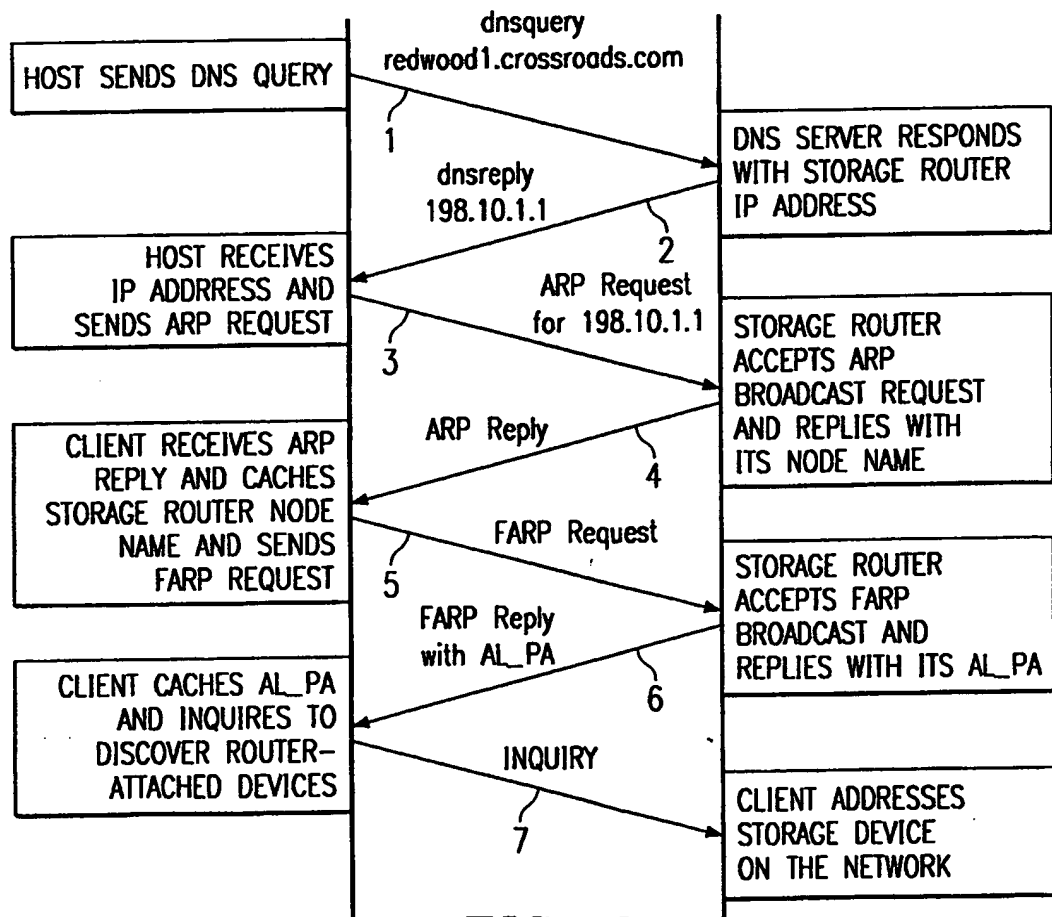 dnsquery
redwood1.crossroads.com
HOST SENDS DNS QUERY
1
DNS SERVER RESPONDS
WITH STORAGE ROUTER
IP ADDRESS
dnsreply
198.10.1.1
2
HOST RECEIVES
IP ADDRRESS AND
SENDS ARP REQUEST
ARP Request
for 198.10.1.1
3
STORAGE ROUTER
ACCEPTS ARP
BROADCAST REQUEST
AND REPLIES WITH
ITS NODE NAME
ARP Reply
4
CLIENT RECEIVES ARP
REPLY AND CACHES
STORAGE ROUTER NODE
NAME AND SENDS
FARP REQUEST
FARP Request
5
STORAGE ROUTER
ACCEPTS FARP
BROADCAST AND
REPLIES WITH ITS AL_PA
FARP Reply
with AL_PA
6
CLIENT CACHES AL_PA
AND INQUIRES TO
DISCOVER ROUTER-
ATTACHED DEVICES
INQUIRY
7
CLIENT ADDRESSES
STORAGE DEVICE
ON THE NETWORK